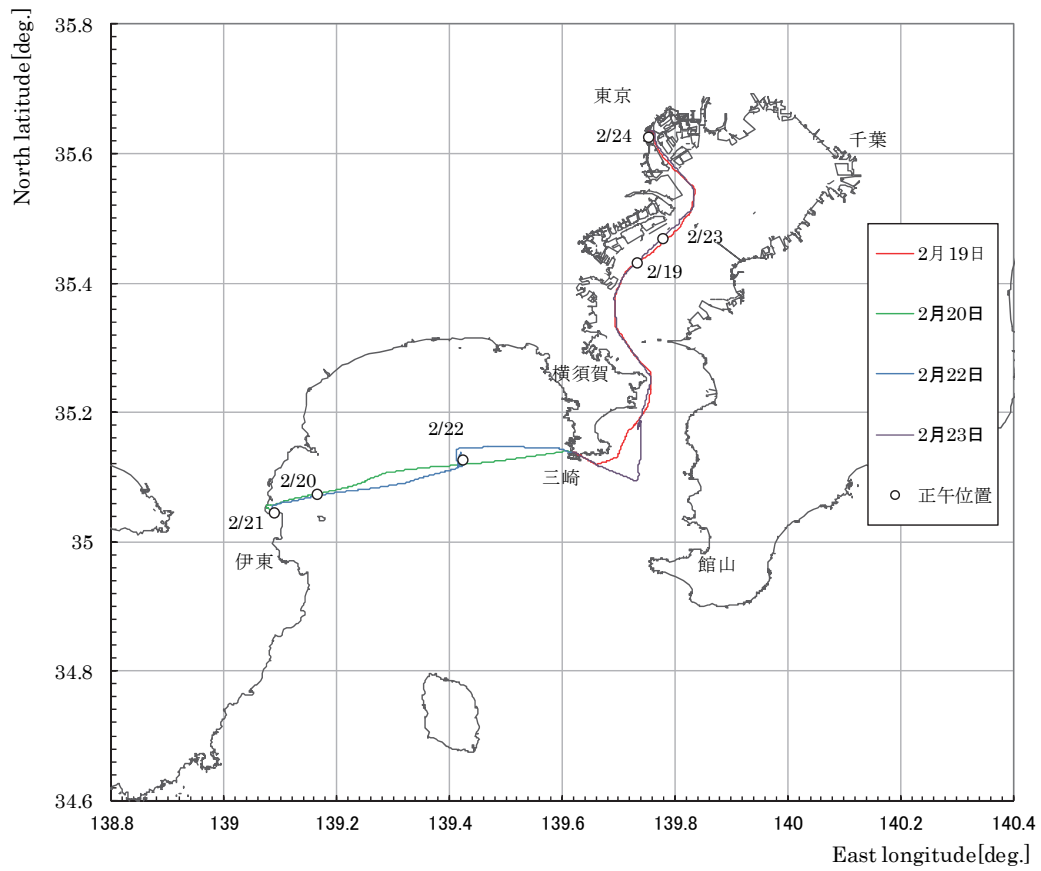 North latitude[deg.]
35.8
35.6
35.4
35.2
35
34.8
34.6
東京
2/24
千葉
2/23
2/19
横須賀
2/22
三崎
2/20
2/21
伊東
館山
2月19日
2月20日
2月22日
2月23日
正午位置
138.8
139
139.2
139.4
139.6
139.8
140
140.2
140.4
East longitude[deg.]